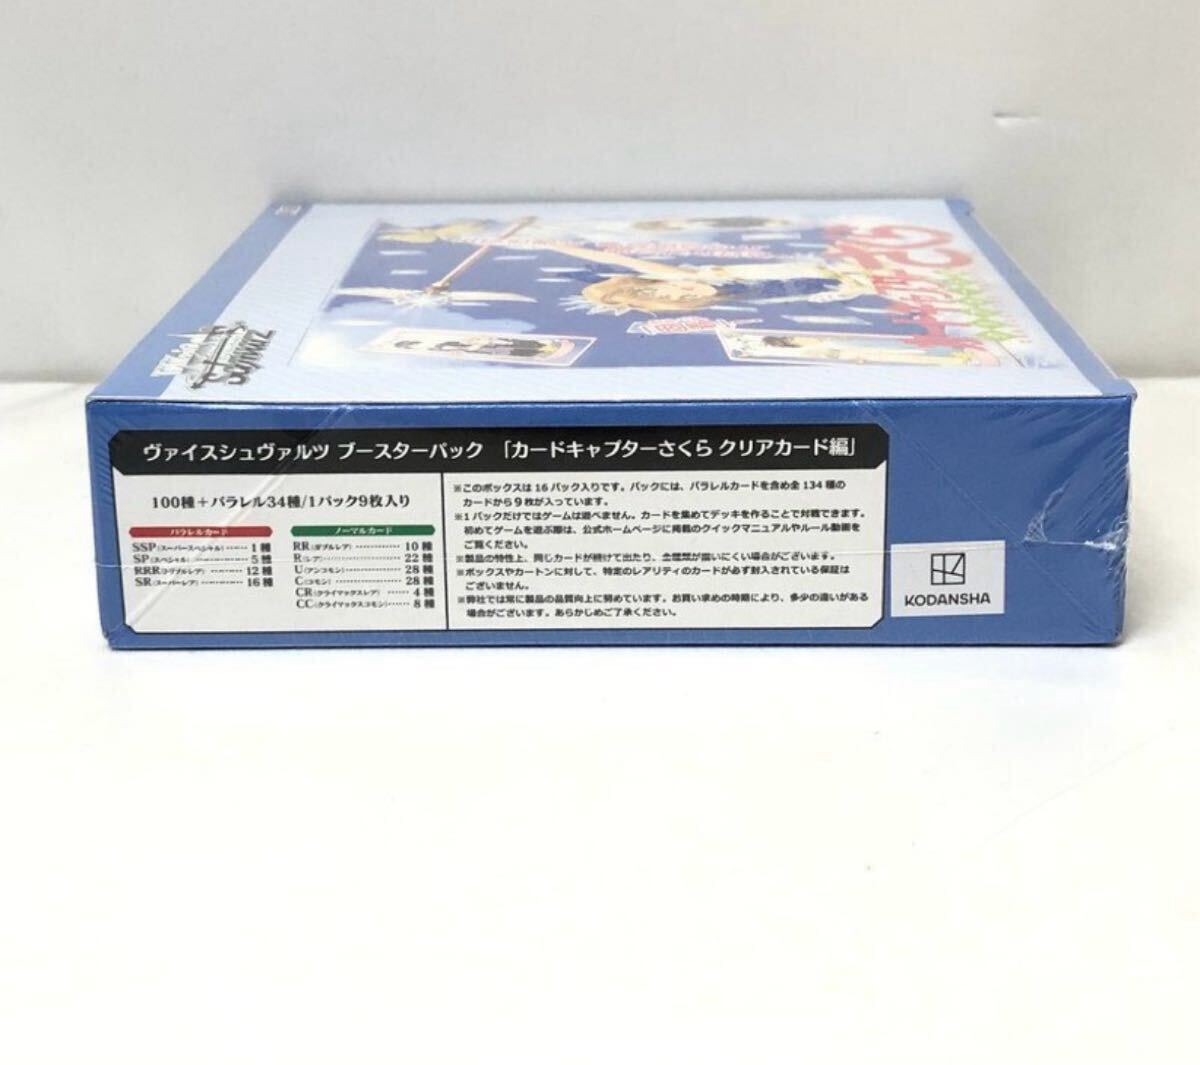 ヴァイスシュヴァルツ ブースターパック 「カードキャプターさくら クリアカード編」
100種＋パラレル34種/1パック9枚入り
パラレルカード
SSP(スーパースペシャル)……1種
SP(スペシャル)…………5種
RRR(トリプルレア)…………12種
SR(スーパーレア)…………16種
ノーマルカード
RR(ダブルレア)…………10種
R(レア)…………22種
U(アンコモン)…………28種
C(コモン)…………28種
CR(クライマックスレア)……4種
CC(クライマックスコモン)……8種
※このボックスは16パック入りです。パックには、パラレルカードを含め全134種の
カードから9枚が入っています。
※1パックだけではゲームは遊べません。カードを集めてデッキを作ることで対戦できます。
初めてゲームを遊ぶ際は、公式ホームページに掲載のクイックマニュアルやルール動画を
ご覧ください。
※製品の特性上、同じカードが続けて出たり、全種類が揃いにくい場合がございます。
※ボックスやカートンに対して、特定のレアリティのカードが必ず封入されている保証は
ございません。
※弊社では常に製品の品質向上に努めています。お買い求めの時期により、多少の違いがある
場合がございます。あらかじめご了承ください。
KODANSHA